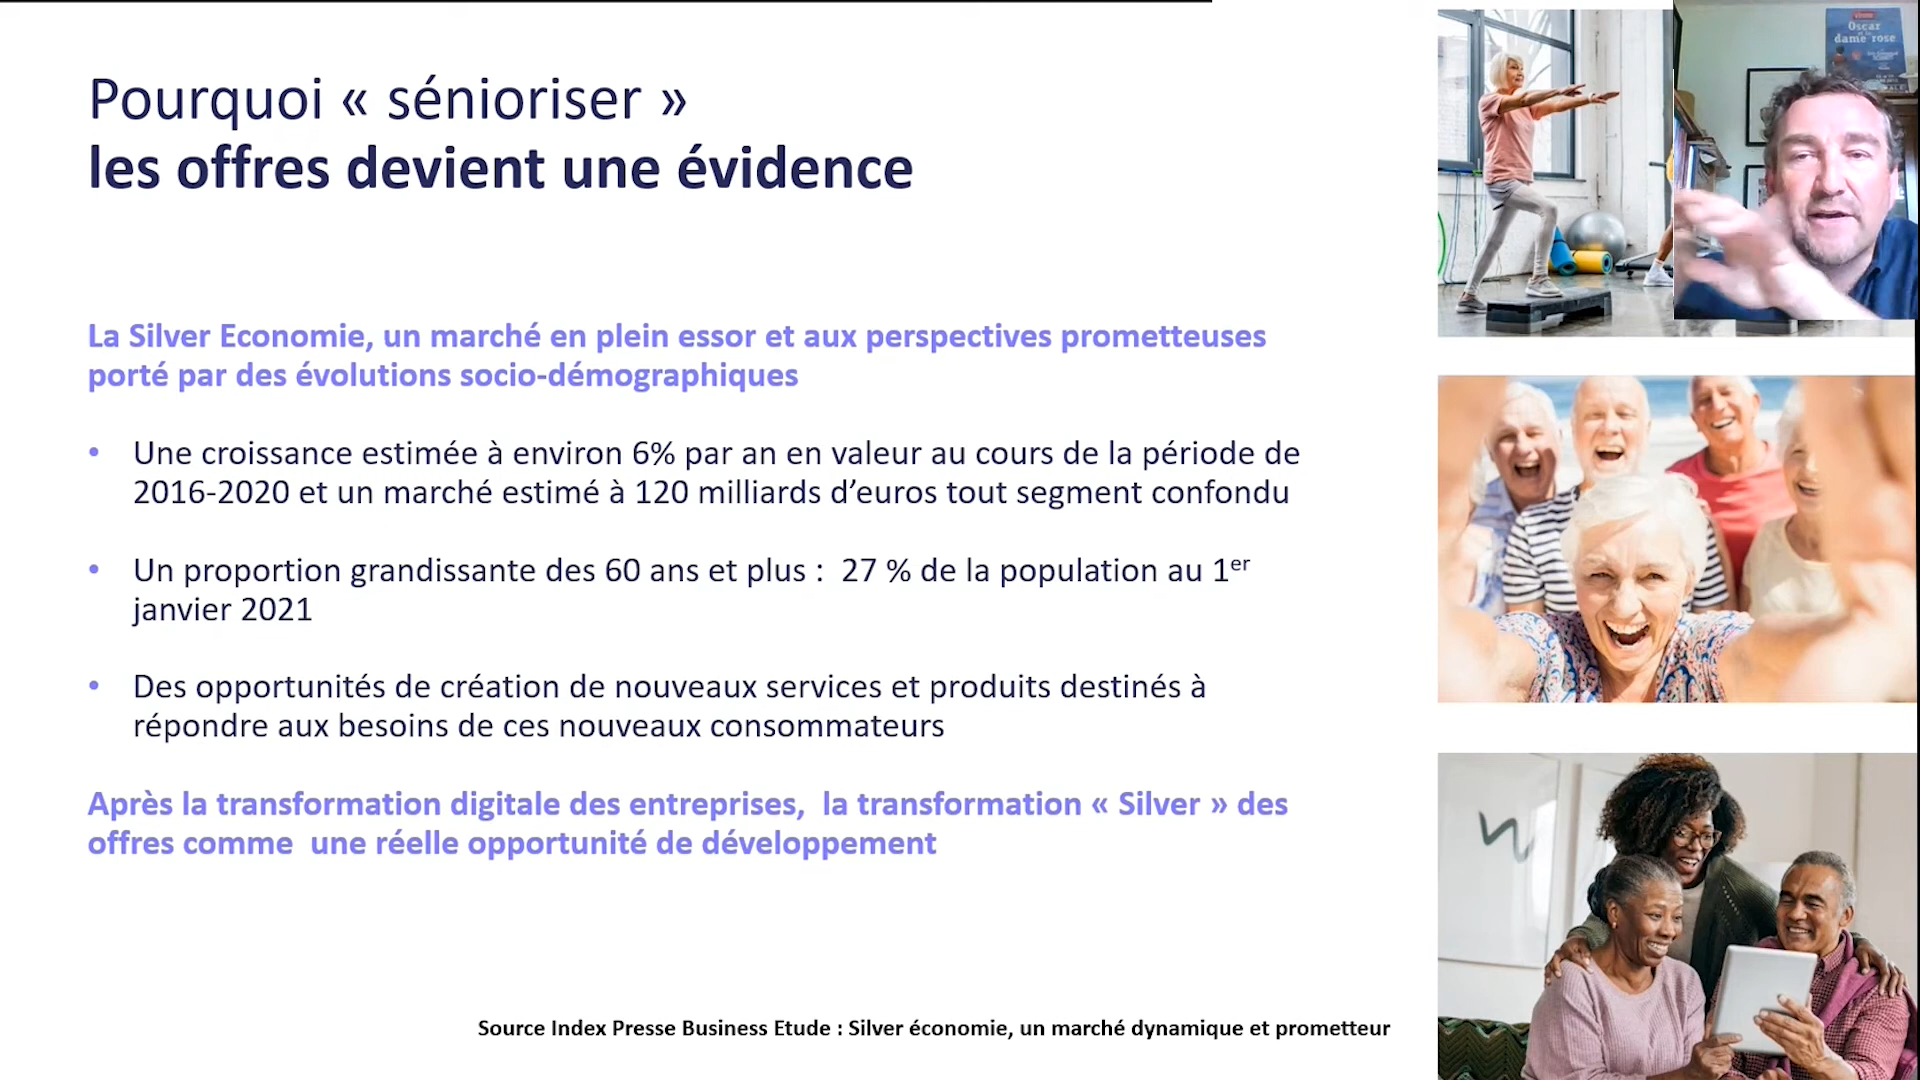 Pourquoi « sénioriser »
les offres devient une évidence
La Silver Economie, un marché en plein essor et aux perspectives prometteuses
porté par des évolutions socio-démographiques
• Une croissance estimée à environ 6% par an en valeur au cours de la période de
2016-2020 et un marché estimé à 120 milliards d’euros tout segment confondu
• Un proportion grandissante des 60 ans et plus :  27 % de la population au 1er
janvier 2021
• Des opportunités de création de nouveaux services et produits destinés à
répondre aux besoins de ces nouveaux consommateurs
Après la transformation digitale des entreprises,  la transformation « Silver » des
offres comme  une réelle opportunité de développement
Source Index Presse Business Etude : Silver économie, un marché dynamique et prometteur
Oscar
dame rose